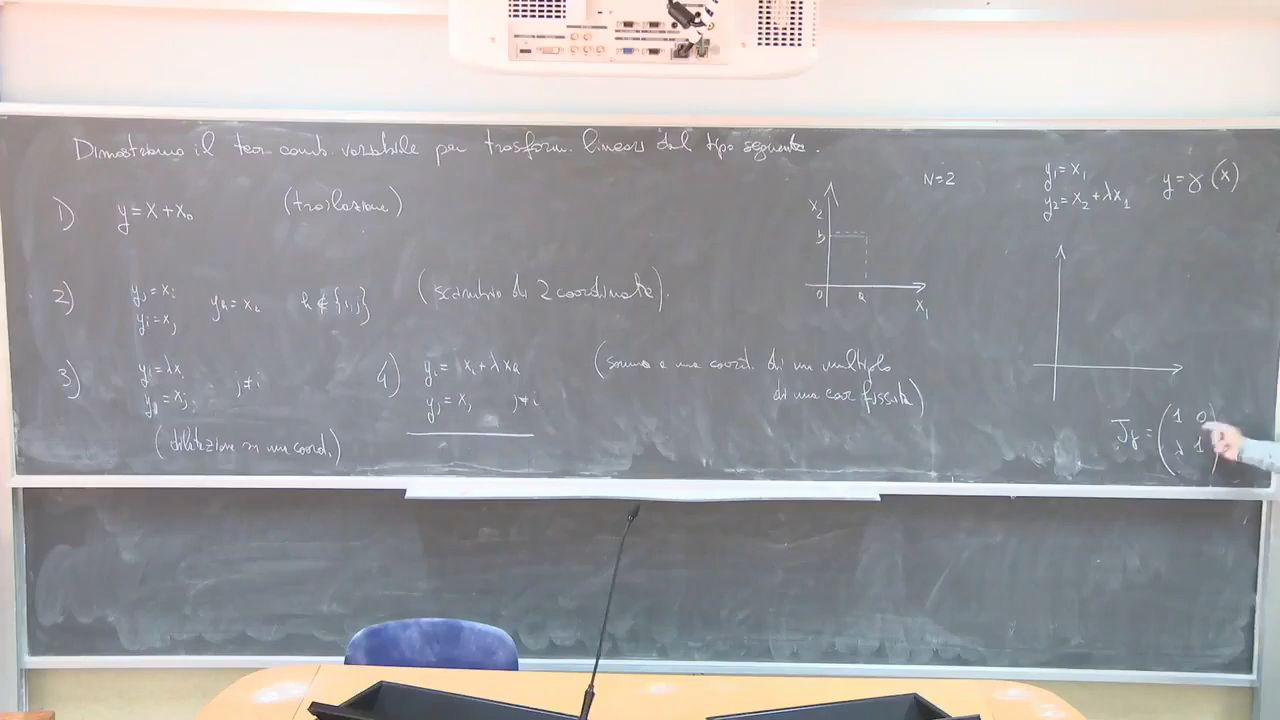 Dimostriamo il teor. camb. variabile per trasform. lineari del tipo seguente.
1) y = x + x₀ (traslazione)
2) yⱼ = xᵢ
yᵢ = xⱼ
yₕ = xₕ h ∉ {i,j} (scambio di 2 coordinate).
3) yᵢ = λxᵢ
yⱼ = xⱼ j ≠ i
(dilatazione in una coord.)
4) yᵢ = xᵢ + λxₖ
yⱼ = xⱼ j ≠ i
(somma a una coord. di un multiplo
di una coor fissata)
x₂
b
0 a x₁
N=2
y₁ = x₁
y₂ = x₂ + λx₁
y = γ(x)
Jγ = (1 0
λ 1)